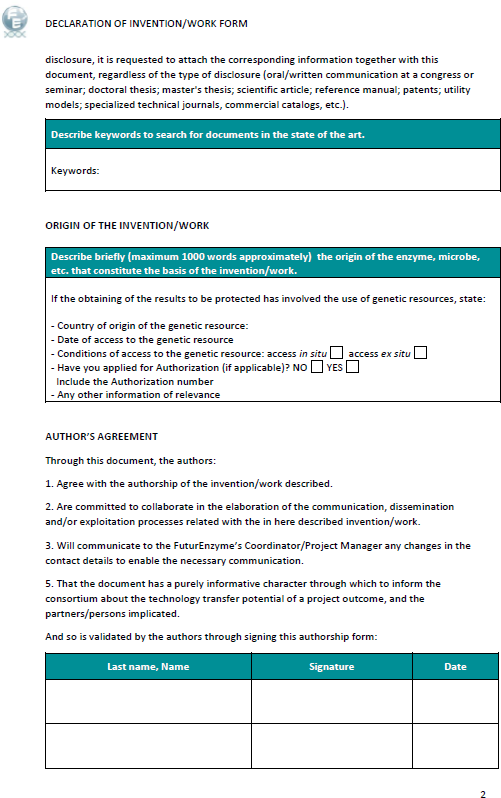 DECLARATION OF INVENTION/WORK FORM
disclosure, it is requested to attach the corresponding information together with this
document, regardless of the type of disclosure (oral/written communication at a congress or
seminar; doctoral thesis; master's thesis; scientific article; reference manual; patents; utility
models; specialized technical journals, commercial catalogs, etc.).
Describe keywords to search for documents in the state of the art.
Keywords:
ORIGIN OF THE INVENTION/WORK
Describe briefly (maximum 1000 words approximately) the origin of the enzyme, microbe,
etc. that constitute the basis of the invention/work.
If the obtaining of the results to be protected has involved the use of genetic resources, state:
- Country of origin of the genetic resource:
- Date of access to the genetic resource
- Conditions of access to the genetic resource: access in situ ☐ access ex situ ☐
- Have you applied for Authorization (if applicable)? NO ☐ YES ☐
Include the Authorization number
- Any other information of relevance
AUTHOR'S AGREEMENT
Through this document, the authors:
1. Agree with the authorship of the invention/work described.
2. Are committed to collaborate in the elaboration of the communication, dissemination
and/or exploitation processes related with the in here described invention/work.
3. Will communicate to the FuturEnzyme's Coordinator/Project Manager any changes in the
contact details to enable the necessary communication.
5. That the document has a purely informative character through which to inform the
consortium about the technology transfer potential of a project outcome, and the
partners/persons implicated.
And so is validated by the authors through signing this authorship form:
Last name, Name Signature Date
2